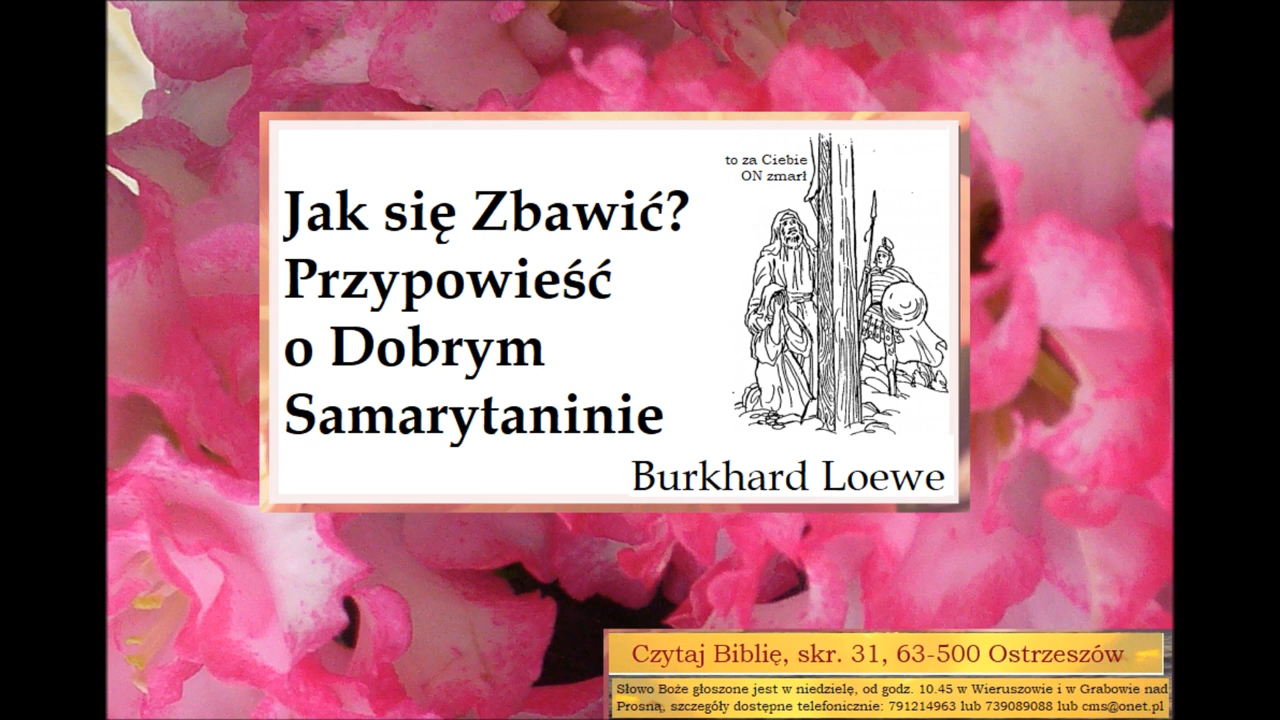 to za Ciebie
ON zmarł
Jak się Zbawić?
Przypowieść
o Dobrym
Samarytaninie
Burkhard Loewe
Czytaj Biblię, skr. 31, 63-500 Ostrzeszów
Słowo Boże głoszone jest w niedzielę, od godz. 10.45 w Wieruszowie i w Grabowie nad
Prosną, szczegóły dostępne telefonicznie: 791214963 lub 739089088 lub cms@onet.pl